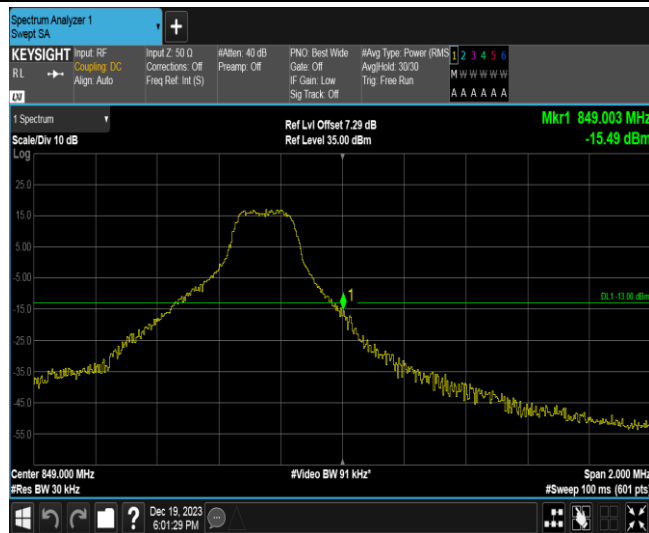 Spectrum Analyzer 1
Swept SA
+
KEYSIGHT
RL
LXI
Input: RF
Coupling: DC
Align: Auto
Input Z: 50 Ω
Corrections: Off
Freq Ref: Int (S)
#Atten: 40 dB
Preamp: Off
PNO: Best Wide
Gate: Off
IF Gain: Low
Sig Track: Off
#Avg Type: Power (RMS
Avg|Hold: 30/30
Trig: Free Run
1 2 3 4 5 6
M W W W W W
A A A A A A
1 Spectrum
Scale/Div 10 dB
Log
Ref Lvl Offset 7.29 dB
Ref Level 35.00 dBm
Mkr1 849.003 MHz
-15.49 dBm
25.0
15.0
5.00
-5.00
-15.0
-25.0
-35.0
-45.0
-55.0
1
DL1 -13.00 dBm
Center 849.000 MHz
#Res BW 30 kHz
#Video BW 91 kHz*
Span 2.000 MHz
#Sweep 100 ms (601 pts)
?
Dec 19, 2023
6:01:29 PM